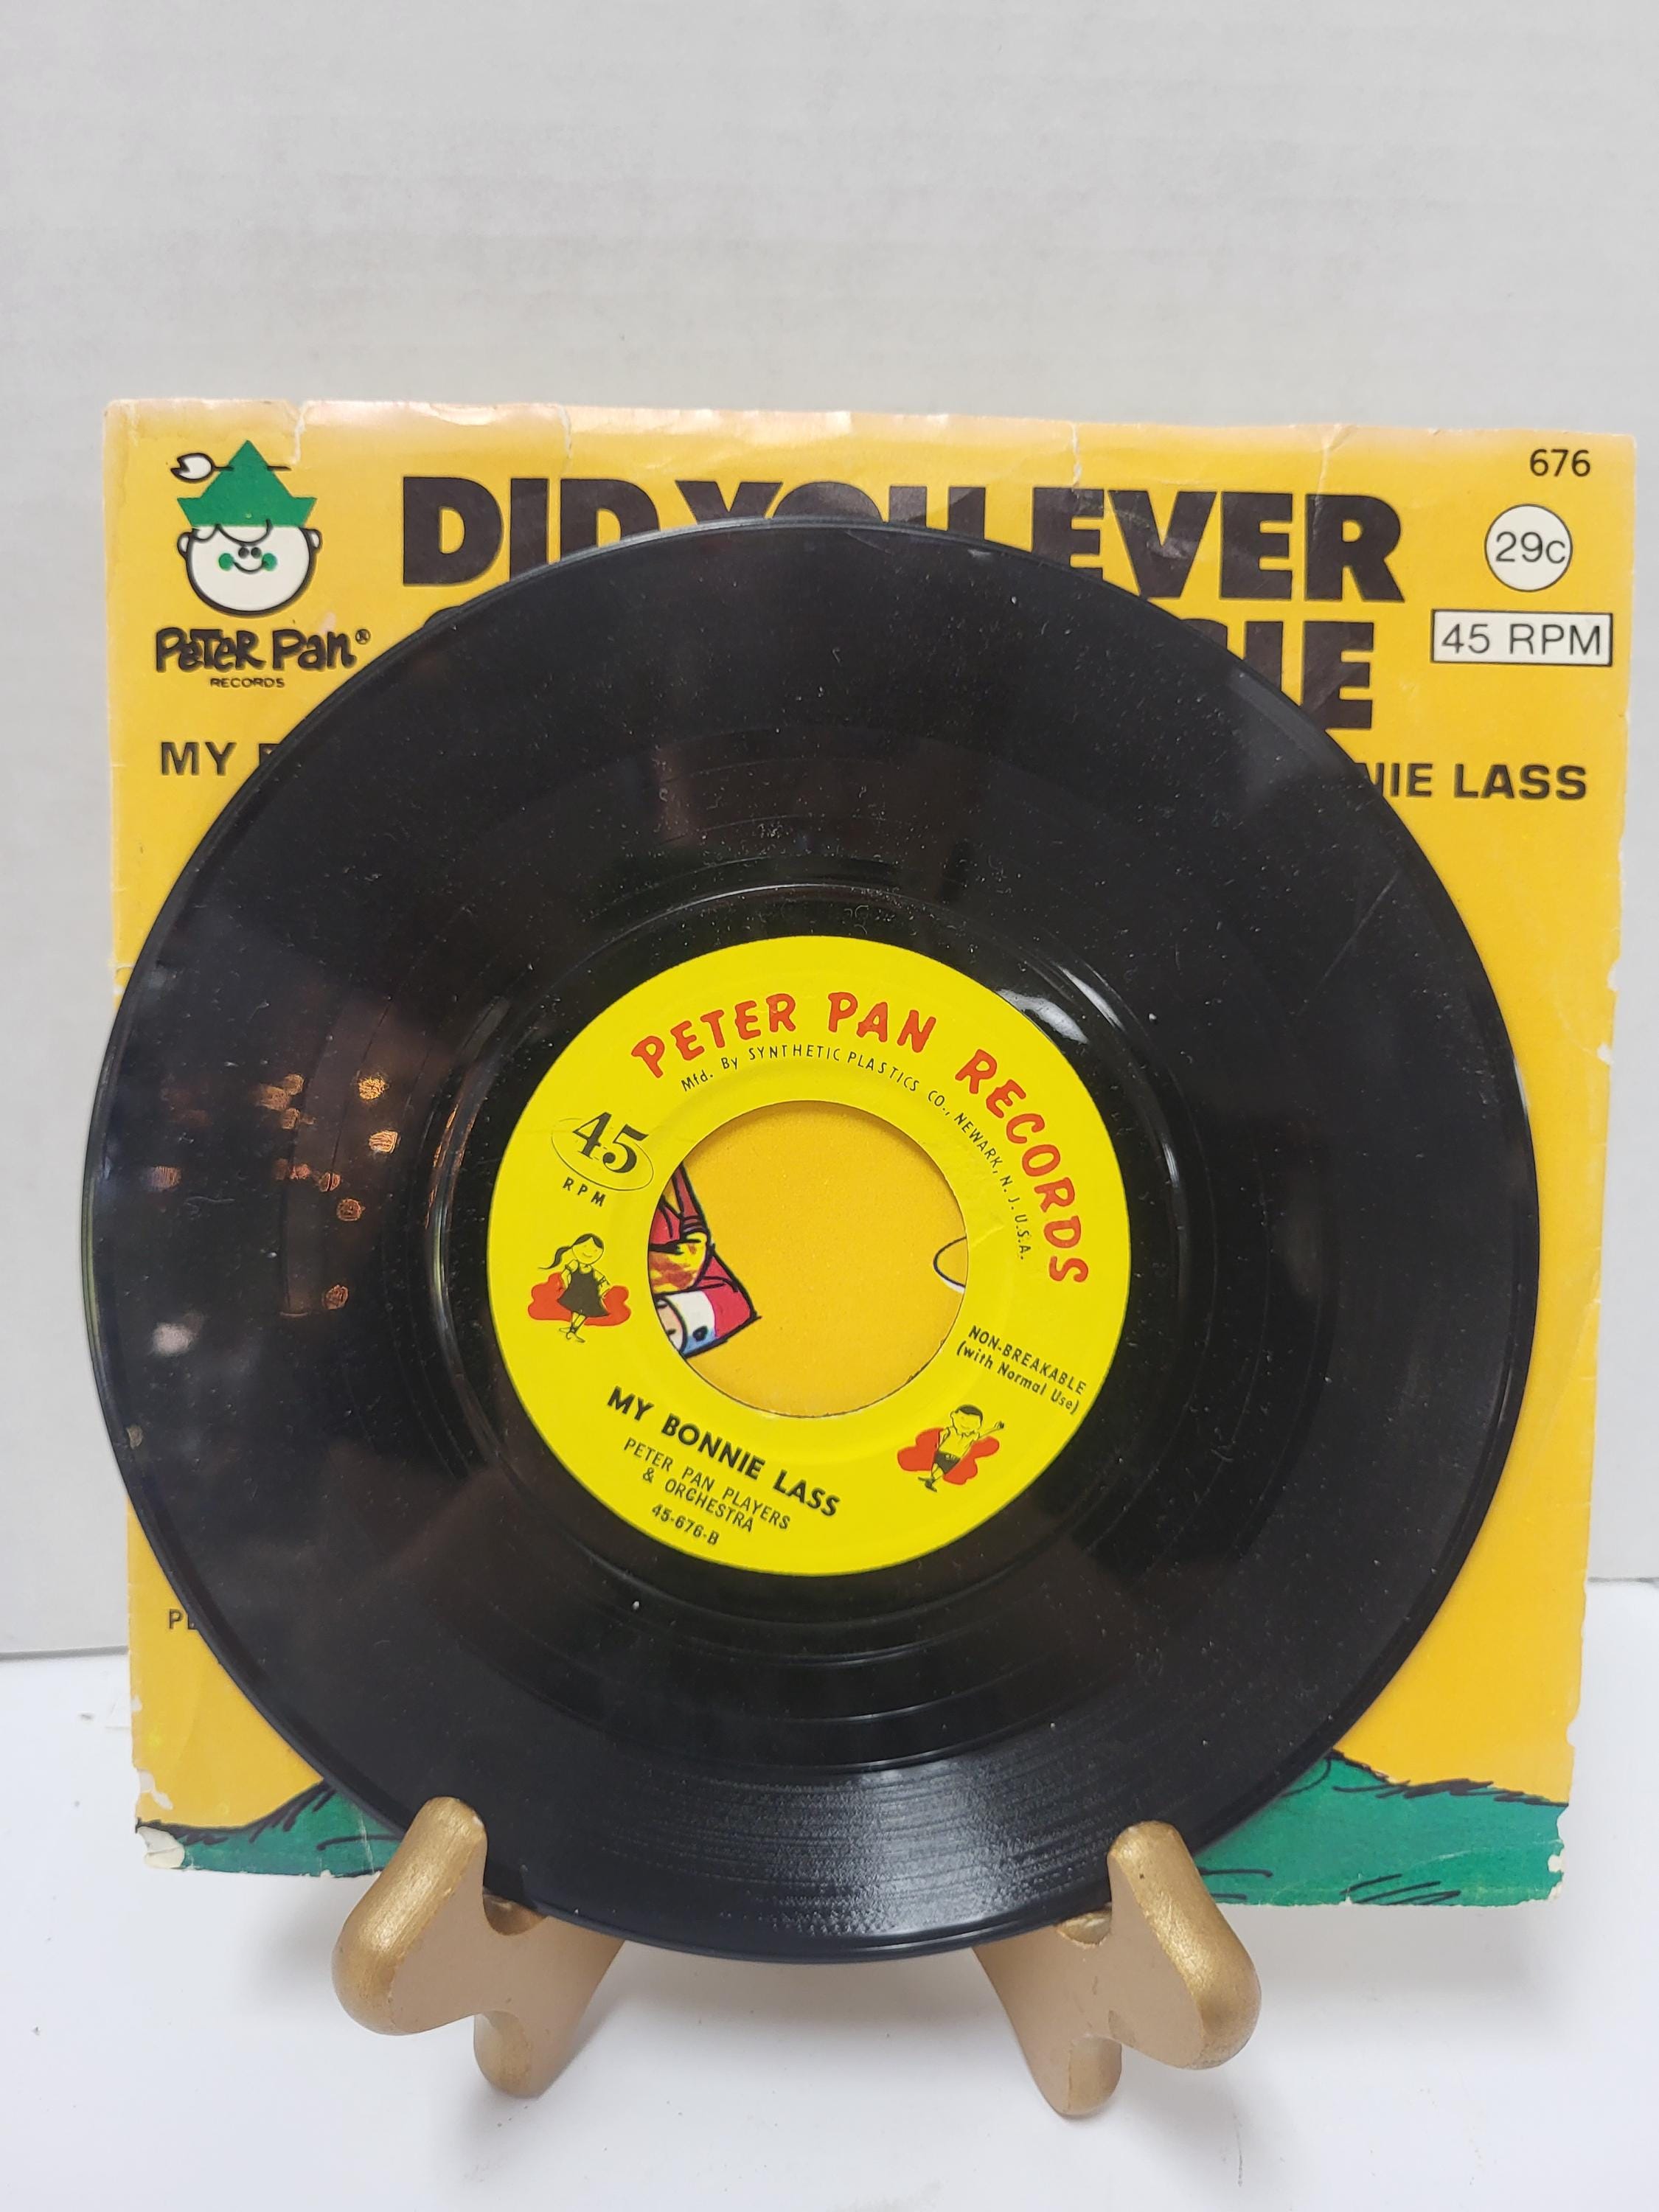 DID YOU EVER
676
29c
45 RPM
Peter Pan®
RECORDS
MY
LASS
PETER PAN RECORDS
Mfd. By SYNTHETIC PLASTICS CO., NEWARK, N. J. U.S.A.
45
RPM
NON-BREAKABLE
(with Normal Use)
MY BONNIE LASS
PETER PAN PLAYERS
& ORCHESTRA
45-676-B